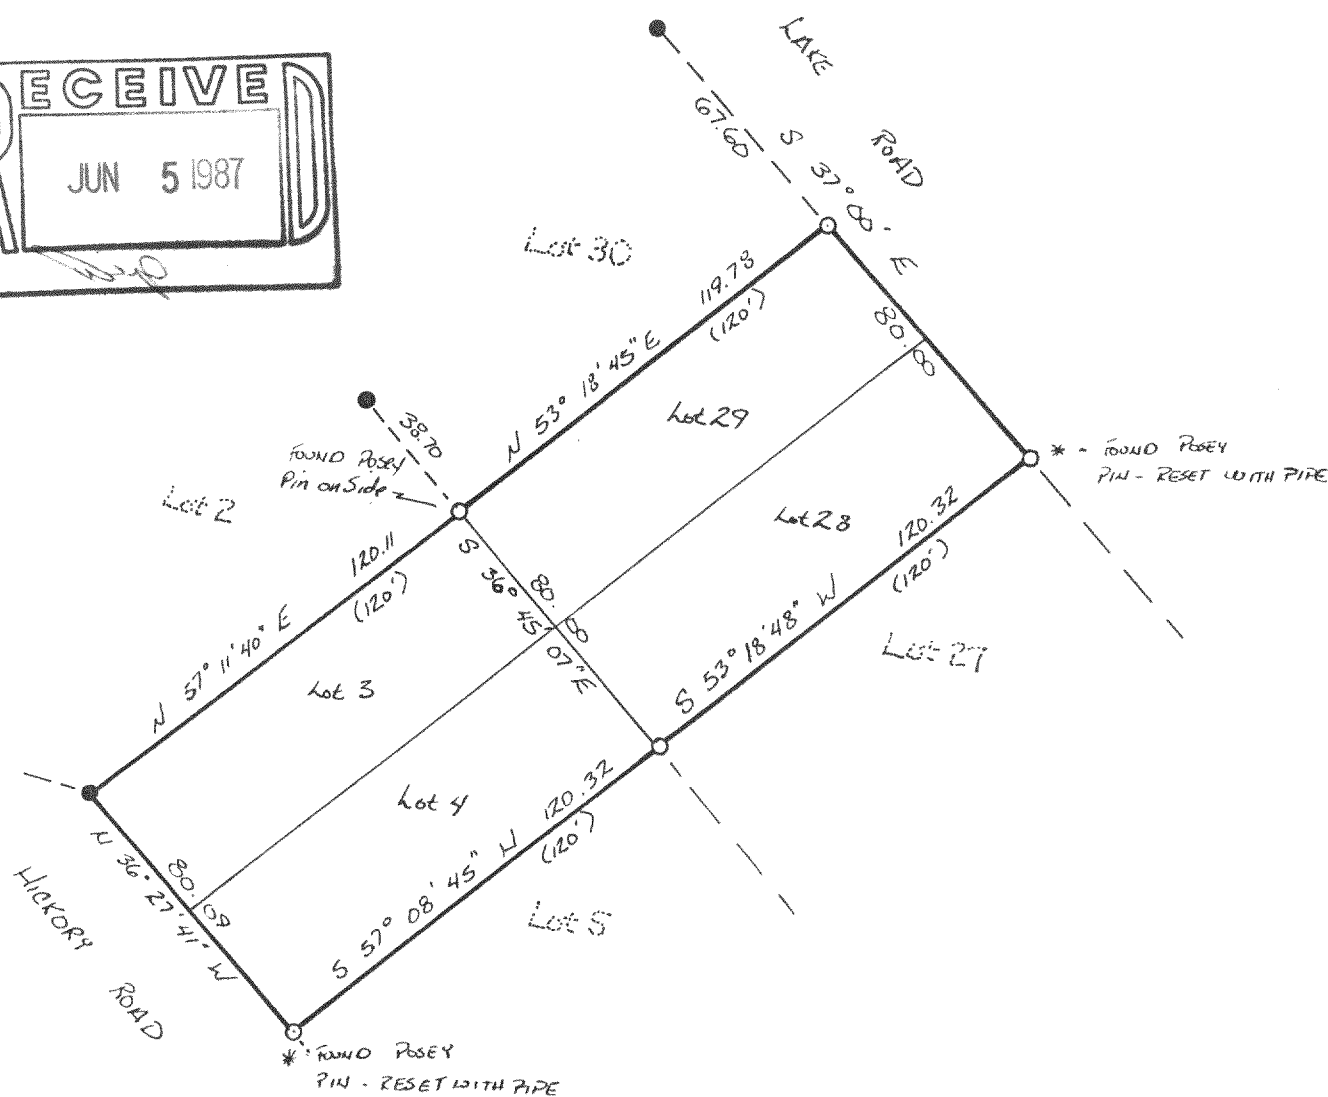 RECEIVED
JUN 5 1987
LAKE ROAD
67.60
S 37° 00' E
80.00
Lot 30
119.78
(120')
N 53° 18' 45" E
38.70
FOUND POSEY
Pin on Side
Lot 29
* - FOUND POSEY
PIN - RESET WITH PIPE
Lot 2
Lot 28
120.32
(120')
S 53° 18' 48" W
Lot 27
120.11
(120')
N 57° 11' 40" E
S 36° 45' 07" E
80.00
Lot 3
Lot 4
120.32
(120')
S 57° 08' 45" W
Lot 5
N 36° 27' 41" W
80.09
HICKORY ROAD
* FOUND POSEY
PIN - RESET WITH PIPE